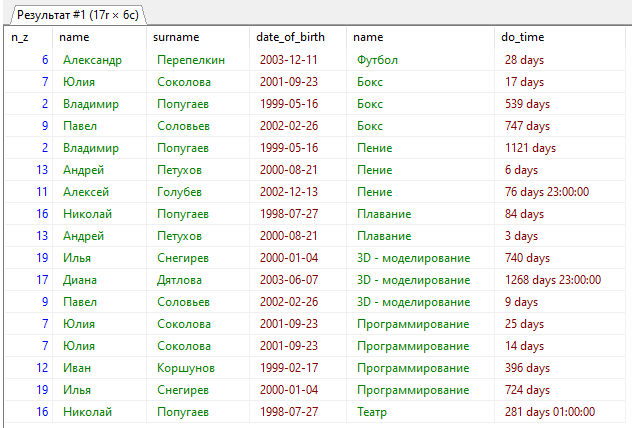 Результат #1 (17r × 6c)
n_z name surname date_of_birth name do_time
6 Александр Перепелкин 2003-12-11 Футбол 28 days
7 Юлия Соколова 2001-09-23 Бокс 17 days
2 Владимир Попугаев 1999-05-16 Бокс 539 days
9 Павел Соловьев 2002-02-26 Бокс 747 days
2 Владимир Попугаев 1999-05-16 Пение 1121 days
13 Андрей Петухов 2000-08-21 Пение 6 days
11 Алексей Голубев 2002-12-13 Пение 76 days 23:00:00
16 Николай Попугаев 1998-07-27 Плавание 84 days
13 Андрей Петухов 2000-08-21 Плавание 3 days
19 Илья Снегирев 2000-01-04 3D - моделирование 740 days
17 Диана Дятлова 2003-06-07 3D - моделирование 1268 days 23:00:00
9 Павел Соловьев 2002-02-26 3D - моделирование 9 days
7 Юлия Соколова 2001-09-23 Программирование 25 days
7 Юлия Соколова 2001-09-23 Программирование 14 days
12 Иван Коршунов 1999-02-17 Программирование 396 days
19 Илья Снегирев 2000-01-04 Программирование 724 days
16 Николай Попугаев 1998-07-27 Театр 281 days 01:00:00